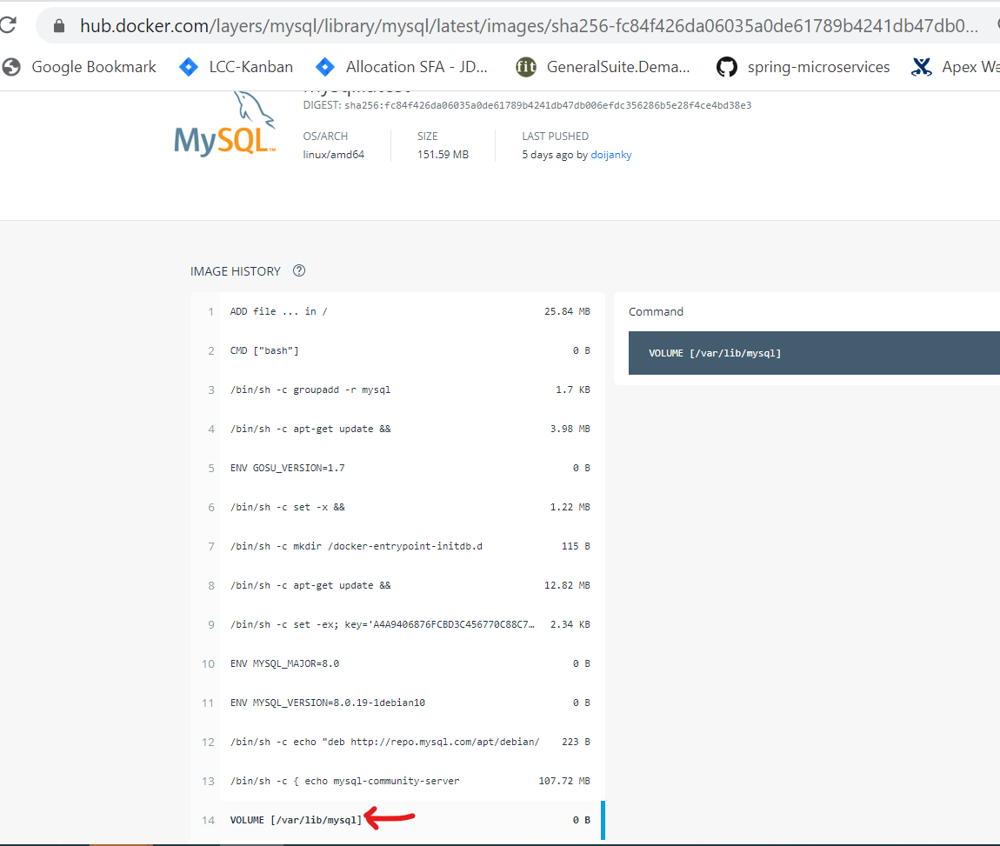 hub.docker.com/layers/mysql/library/mysql/latest/images/sha256-fc84f426da06035a0de61789b4241db47db0...
Google Bookmark LCC-Kanban Allocation SFA - JD... fit GeneralSuite.Dema... spring-microservices Apex We
MySQL™
DIGEST: sha256:fc84f426da06035a0de61789b4241db47db006efdc356286b5e28f4ce4bd38e3
OS/ARCH SIZE LAST PUSHED
linux/amd64 151.59 MB 5 days ago by doijanky
IMAGE HISTORY ?
1 ADD file ... in / 25.84 MB
Command
2 CMD ["bash"] 0 B
VOLUME [/var/lib/mysql]
3 /bin/sh -c groupadd -r mysql 1.7 KB
4 /bin/sh -c apt-get update && 3.98 MB
5 ENV GOSU_VERSION=1.7 0 B
6 /bin/sh -c set -x && 1.22 MB
7 /bin/sh -c mkdir /docker-entrypoint-initdb.d 115 B
8 /bin/sh -c apt-get update && 12.82 MB
9 /bin/sh -c set -ex; key='A4A9406876FCBD3C456770C88C7... 2.34 KB
10 ENV MYSQL_MAJOR=8.0 0 B
11 ENV MYSQL_VERSION=8.0.19-1debian10 0 B
12 /bin/sh -c echo "deb http://repo.mysql.com/apt/debian/ 223 B
13 /bin/sh -c { echo mysql-community-server 107.72 MB
14 VOLUME [/var/lib/mysql] 0 B